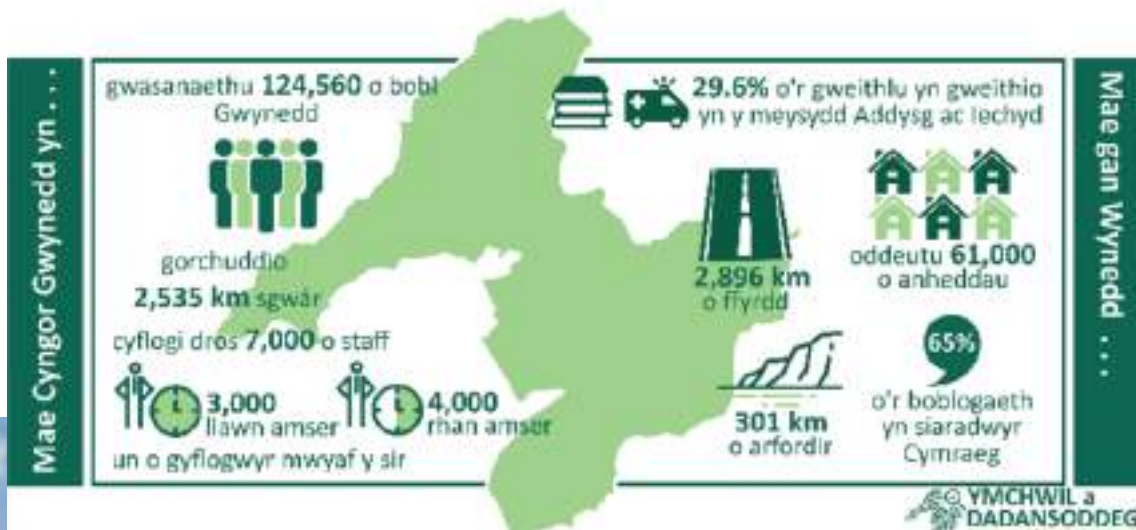 Mae Cyngor Gwynedd yn . . .
gwasanaethu 124,560 o bobl
Gwynedd
gorchuddio
2,535 km sgwâr
cyflogi dros 7,000 o staff
3,000
llawn amser
4,000
rhan amser
un o gyflogwyr mwyaf y sir
Mae gan Wynedd . . .
29.6% o'r gweithlu yn gweithio
yn y meysydd Addysg ac Iechyd
2,896 km
o ffyrdd
oddeutu 61,000
o anheddau
301 km
o arfordir
65%
o'r boblogaeth
yn siaradwyr
Cymraeg
YMCHWIL a
DADANSODDEG